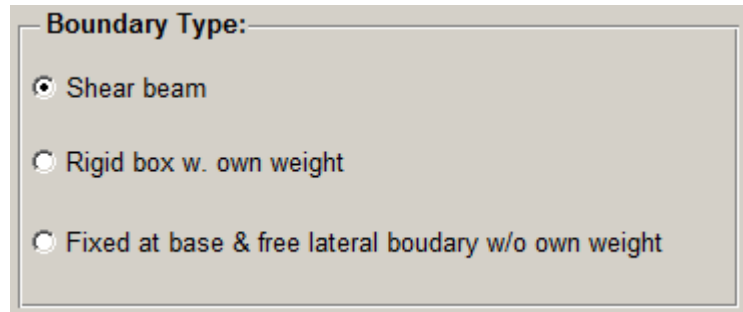 Boundary Type:
Shear beam
Rigid box w. own weight
Fixed at base & free lateral boudary w/o own weight